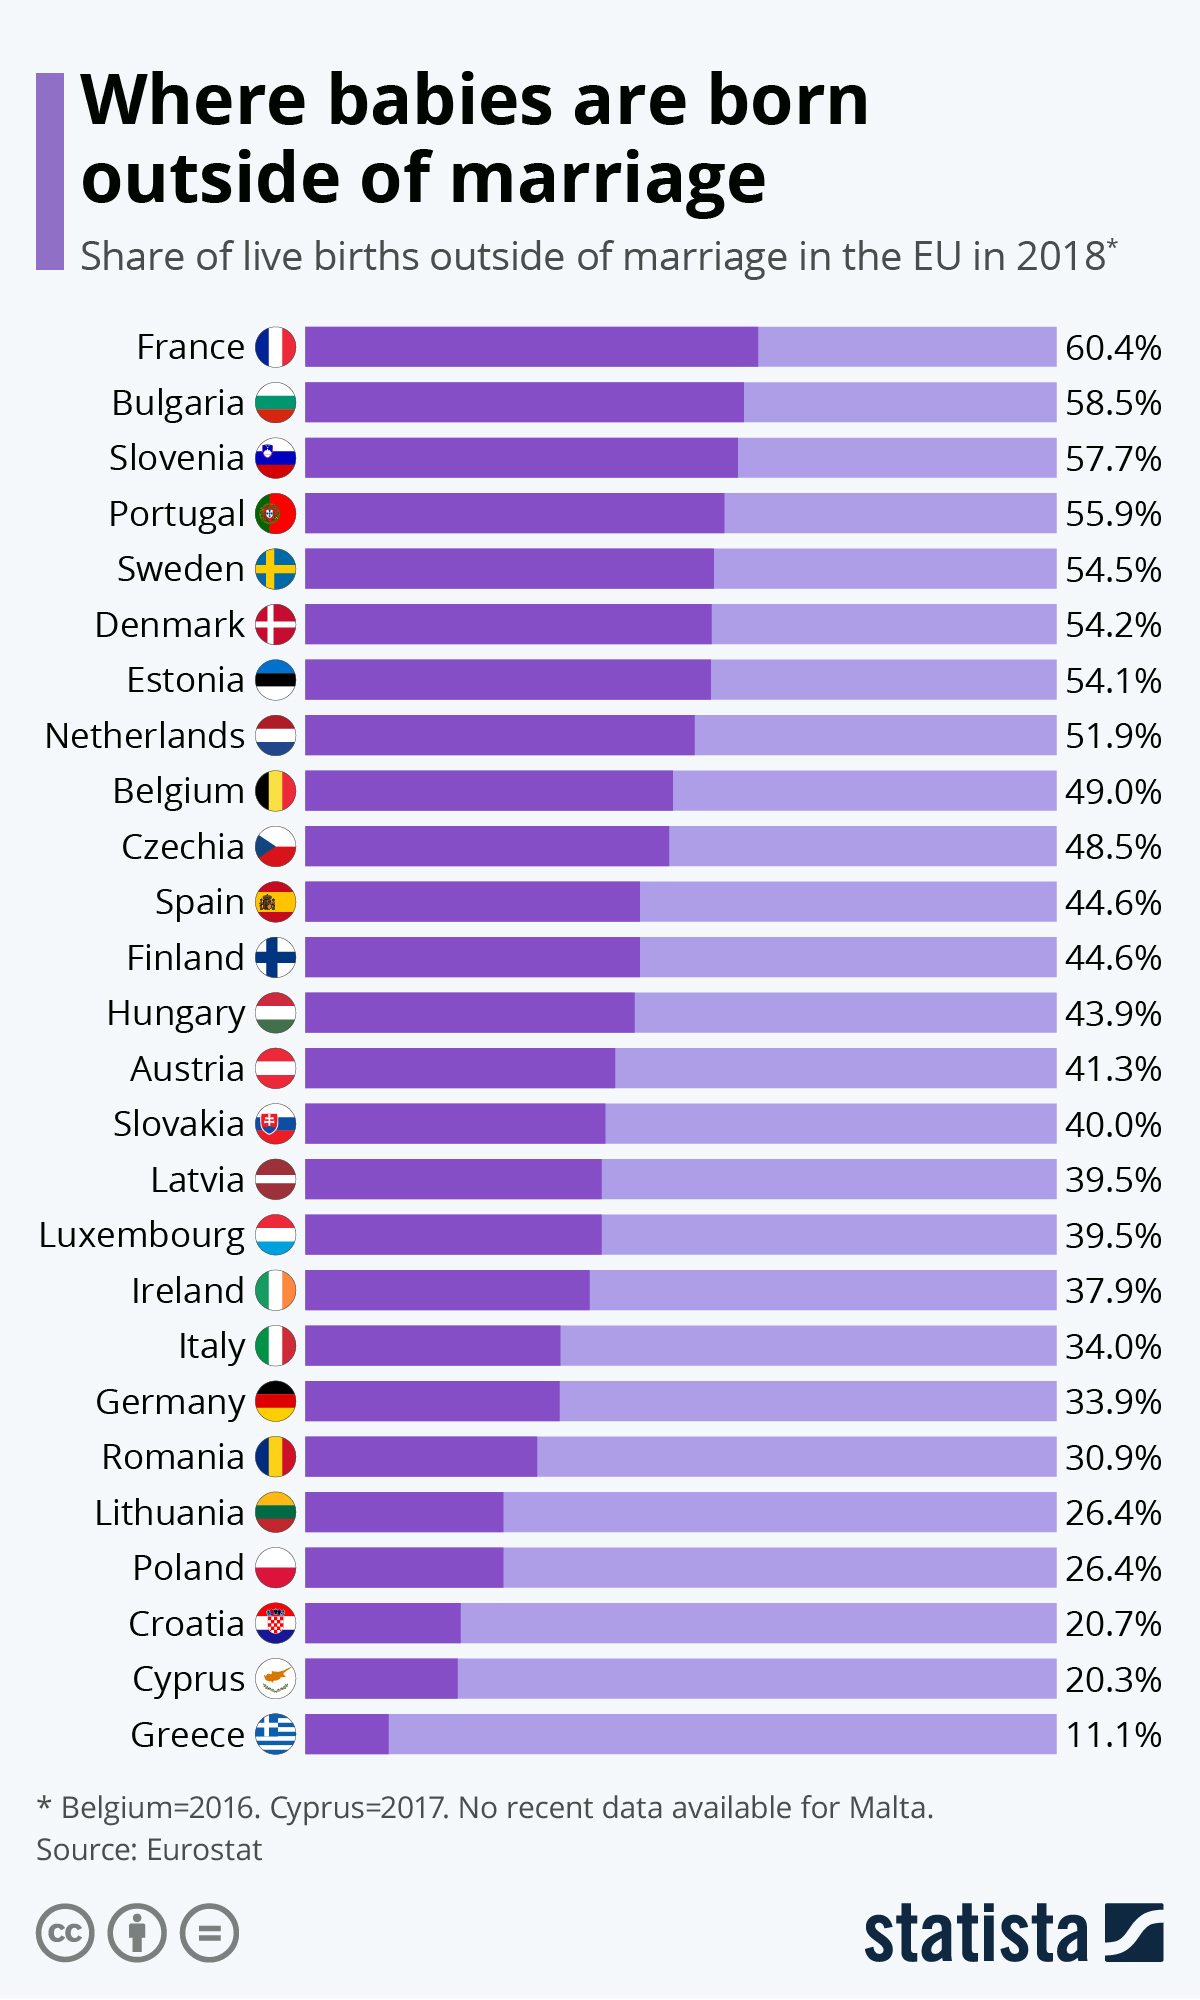 Where babies are born
outside of marriage
Share of live births outside of marriage in the EU in 2018*
France 60.4%
Bulgaria 58.5%
Slovenia 57.7%
Portugal 55.9%
Sweden 54.5%
Denmark 54.2%
Estonia 54.1%
Netherlands 51.9%
Belgium 49.0%
Czechia 48.5%
Spain 44.6%
Finland 44.6%
Hungary 43.9%
Austria 41.3%
Slovakia 40.0%
Latvia 39.5%
Luxembourg 39.5%
Ireland 37.9%
Italy 34.0%
Germany 33.9%
Romania 30.9%
Lithuania 26.4%
Poland 26.4%
Croatia 20.7%
Cyprus 20.3%
Greece 11.1%
* Belgium=2016. Cyprus=2017. No recent data available for Malta.
Source: Eurostat
cc = statista